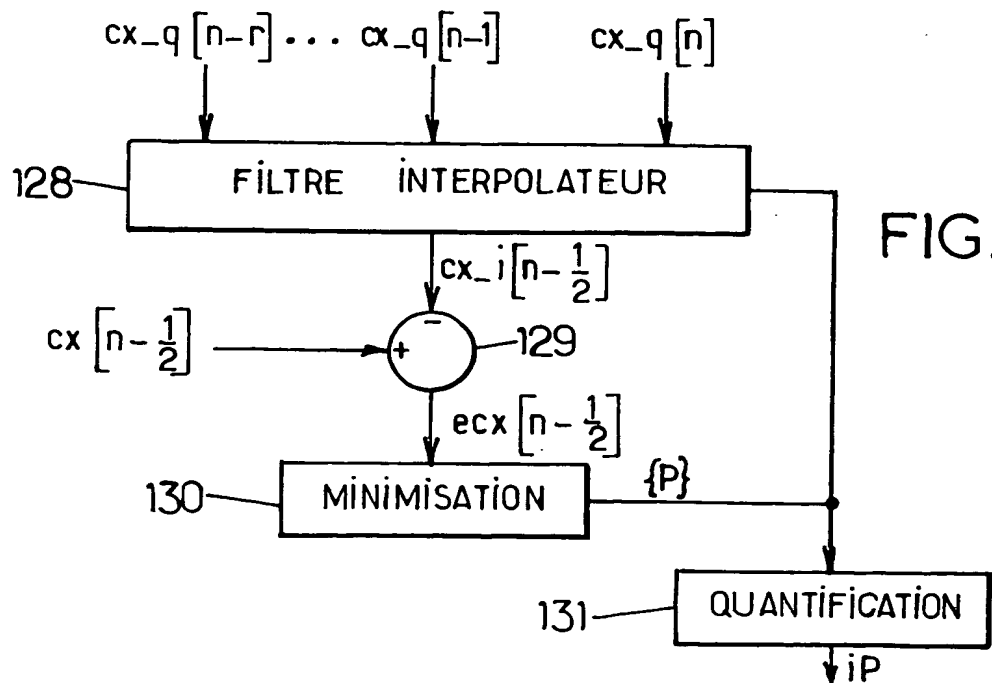 cx_q[n-r] ... cx_q[n-1] cx_q[n]
128 FILTRE INTERPOLATEUR
FIG.
cx_i[n-1/2]
cx[n-1/2] + - 129
ecx[n-1/2]
130 MINIMISATION {P}
131 QUANTIFICATION
iP